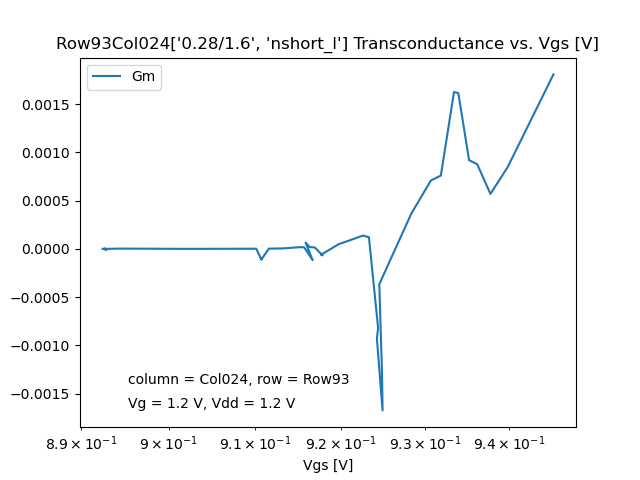 Row93Col024['0.28/1.6', 'nshort_l'] Transconductance vs. Vgs [V]
Gm
0.0015
0.0010
0.0005
0.0000
−0.0005
−0.0010
−0.0015
column = Col024, row = Row93
Vg = 1.2 V, Vdd = 1.2 V
8.9 × 10⁻¹ 9 × 10⁻¹ 9.1 × 10⁻¹ 9.2 × 10⁻¹ 9.3 × 10⁻¹ 9.4 × 10⁻¹
Vgs [V]